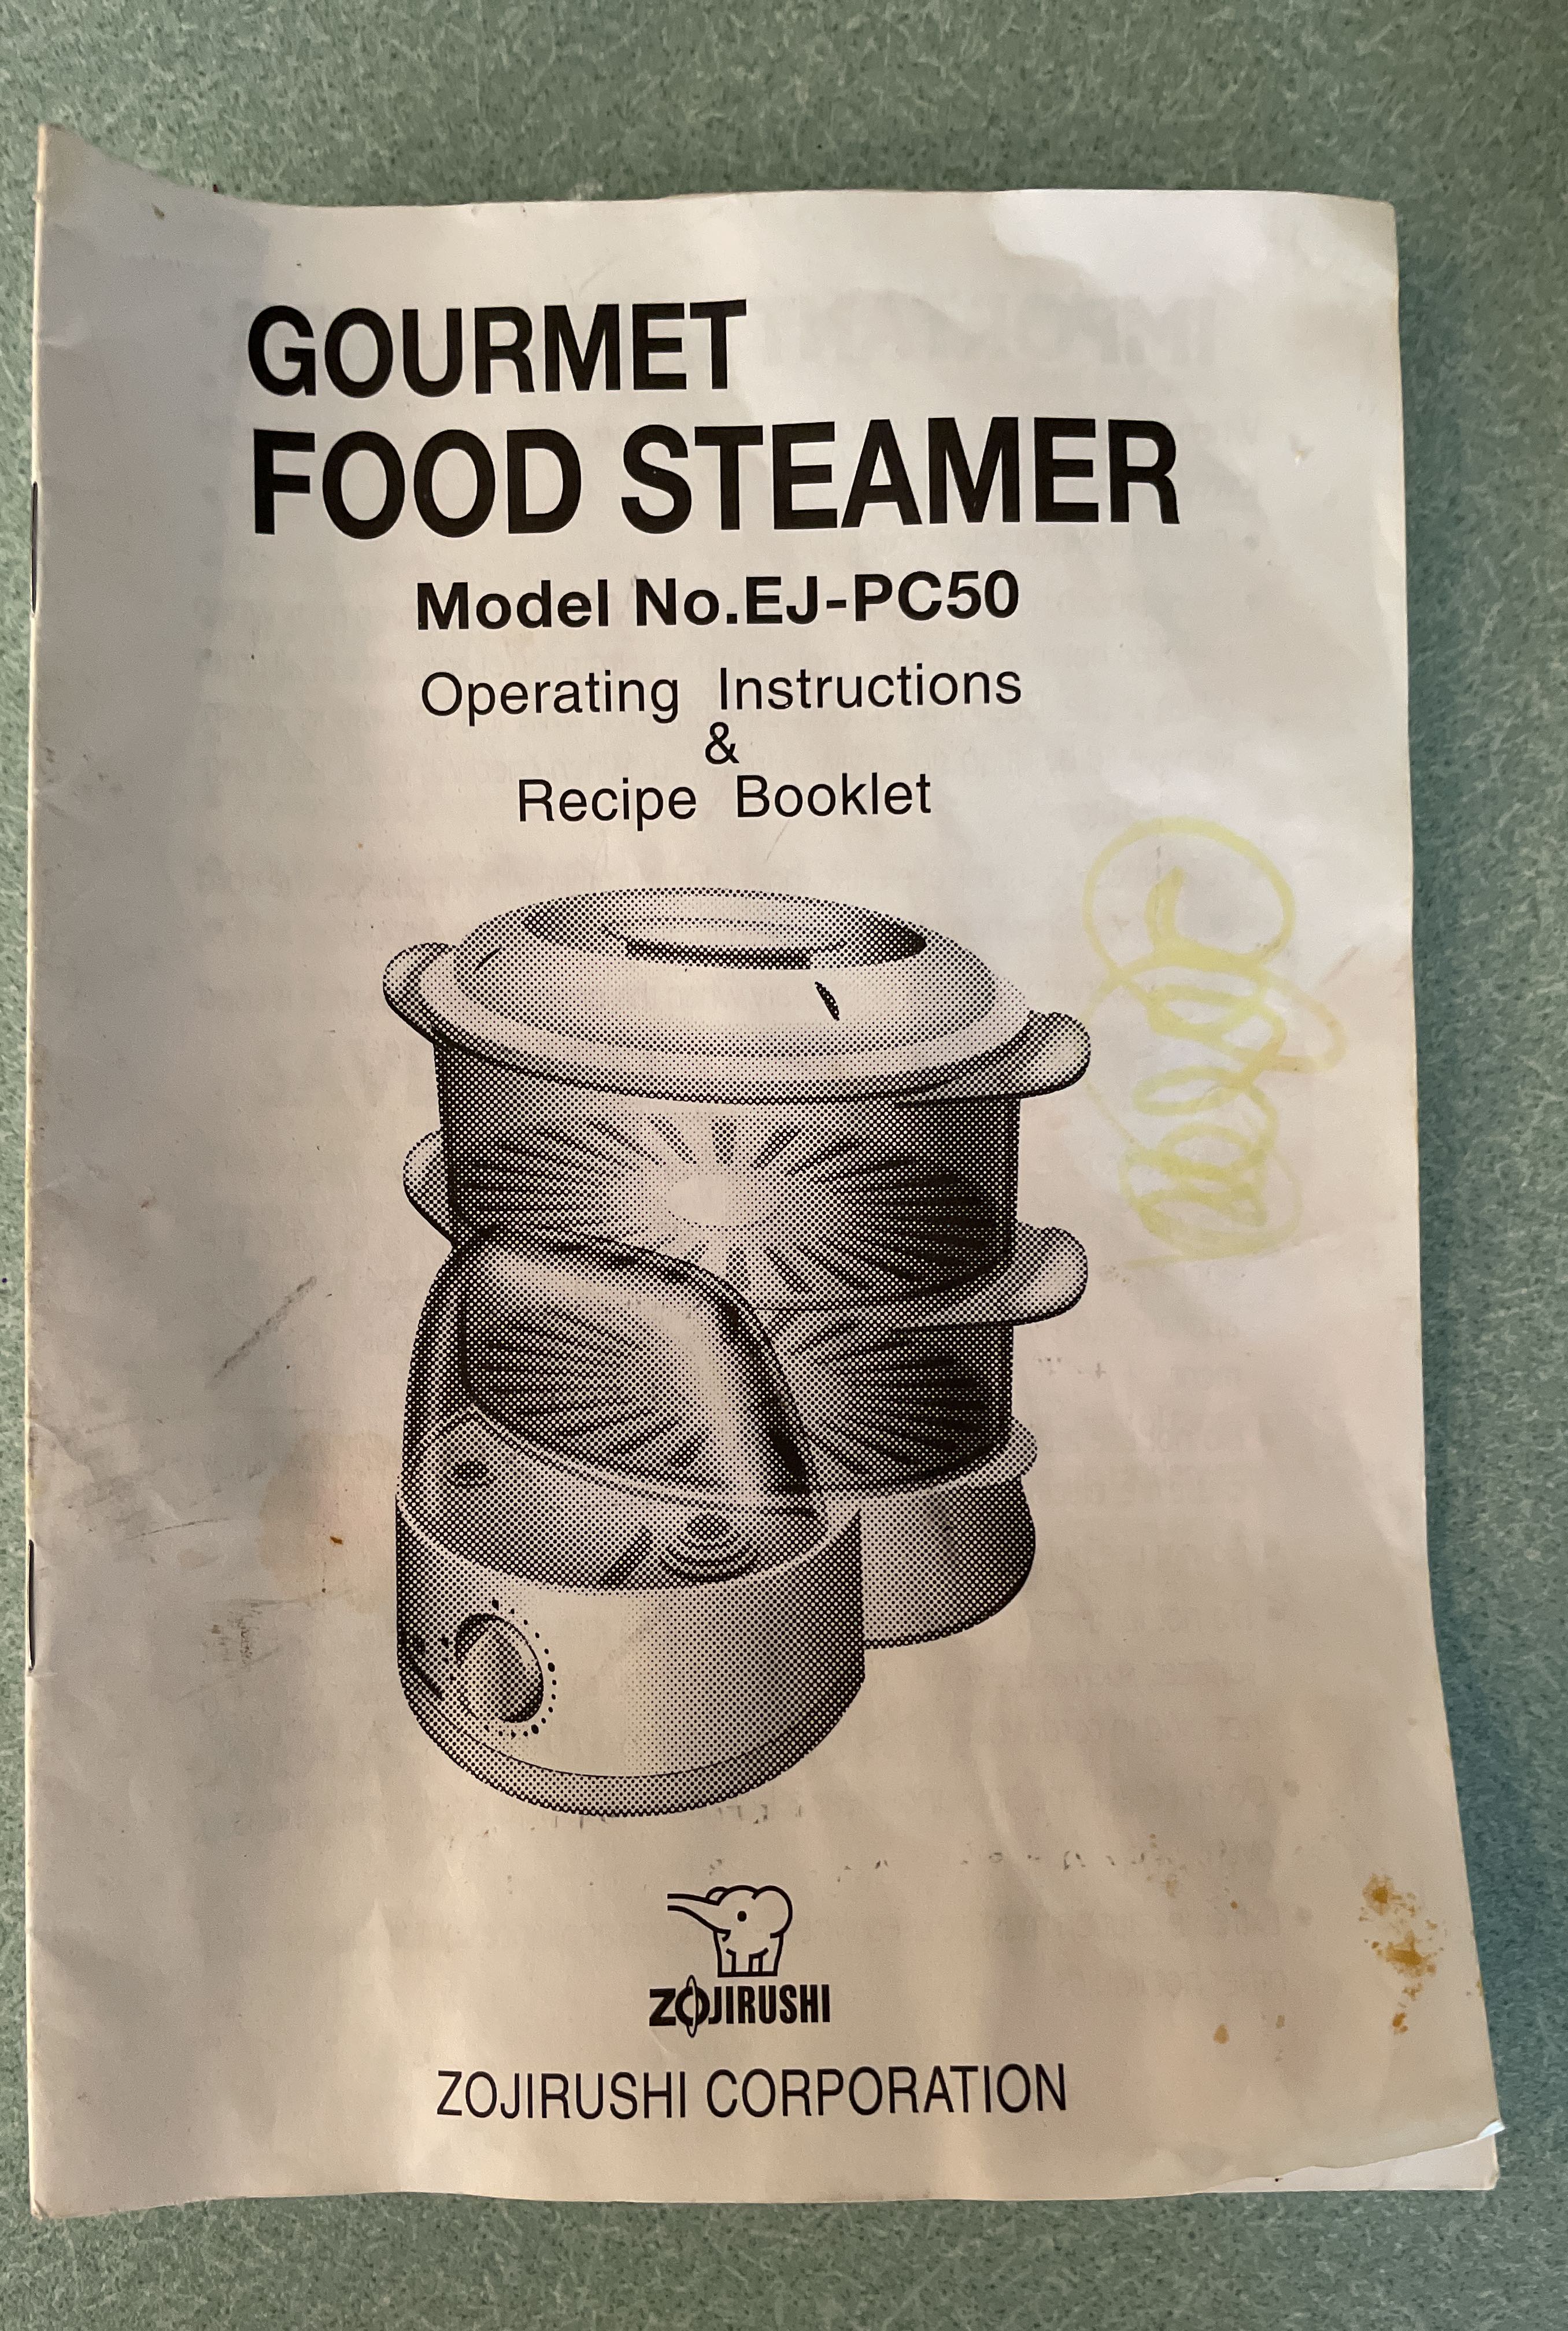 GOURMET
FOOD STEAMER
Model No.EJ-PC50
Operating Instructions
&
Recipe Booklet
ZOJIRUSHI
ZOJIRUSHI CORPORATION